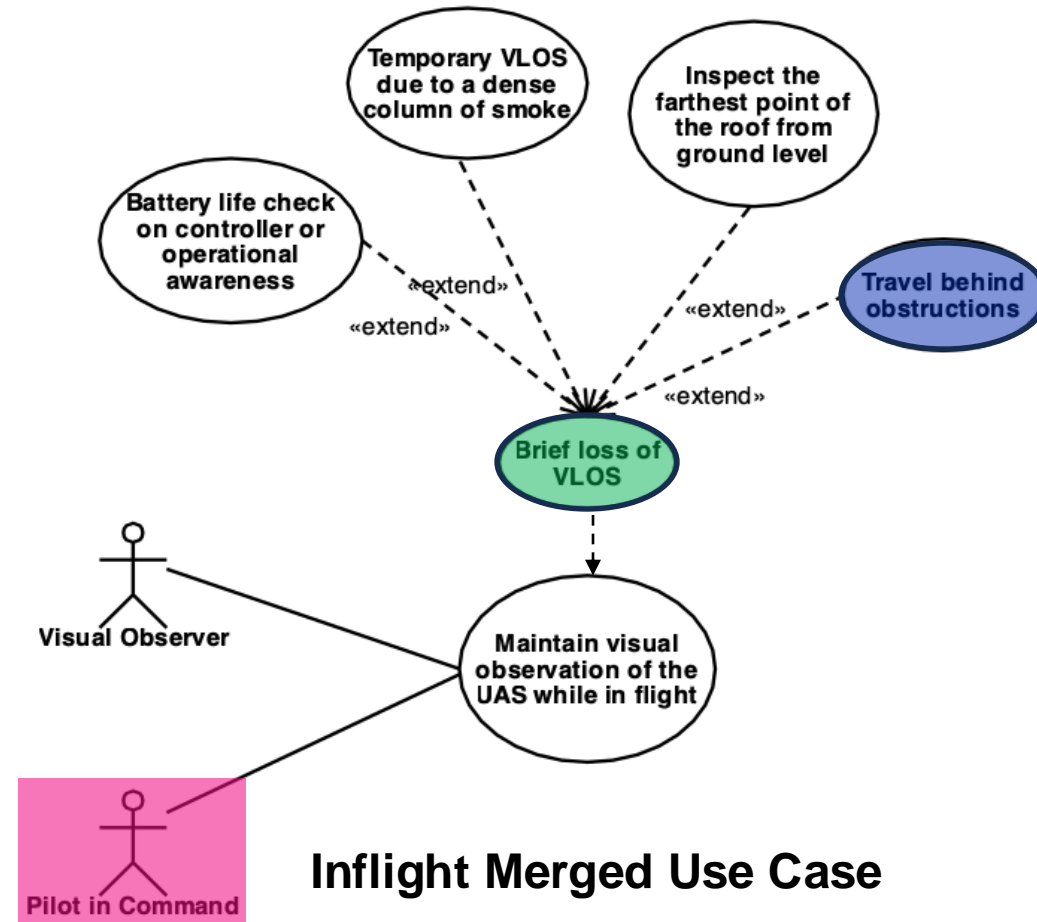 Temporary VLOS
due to a dense
column of smoke
Inspect the
farthest point of
the roof from
ground level
Battery life check
on controller or
operational
awareness
Travel behind
obstructions
«extend»
«extend»
«extend»
«extend»
Brief loss of
VLOS
Visual Observer
Maintain visual
observation of the
UAS while in flight
Pilot in Command
Inflight Merged Use Case